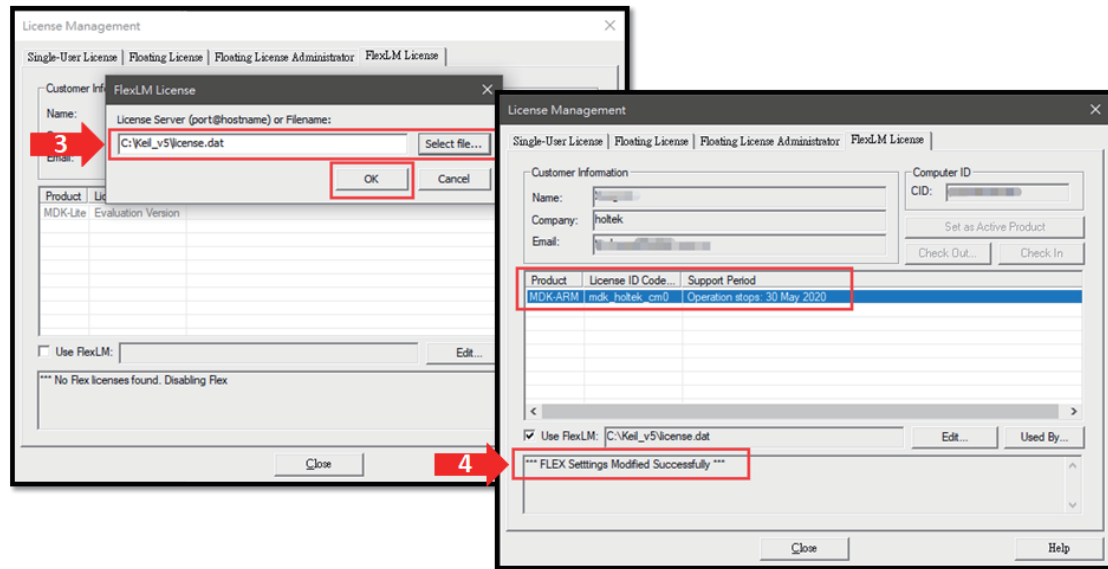 License Management
Single-User License Floating License Floating License Administrator FlexLM License
Customer Inf
Name:
Email:
FlexLM License
License Server (port@hostname) or Filename:
3
C:\Keil_v5\license.dat Select file...
OK Cancel
Product Lic
MDK-Lite Evaluation Version
Use FlexLM: Edit...
*** No Flex licenses found. Disabling Flex
Close
License Management
Single-User License Floating License Floating License Administrator FlexLM License
Customer Information Computer ID
Name: CID:
Company: holtek Set as Active Product
Email: Check Out... Check In
Product License ID Code... Support Period
MDK-ARM mdk_holtek_cm0 Operation stops: 30 May 2020
Use FlexLM: C:\Keil_v5\license.dat Edit... Used By...
4
*** FLEX Setttings Modified Successfully ***
Close Help